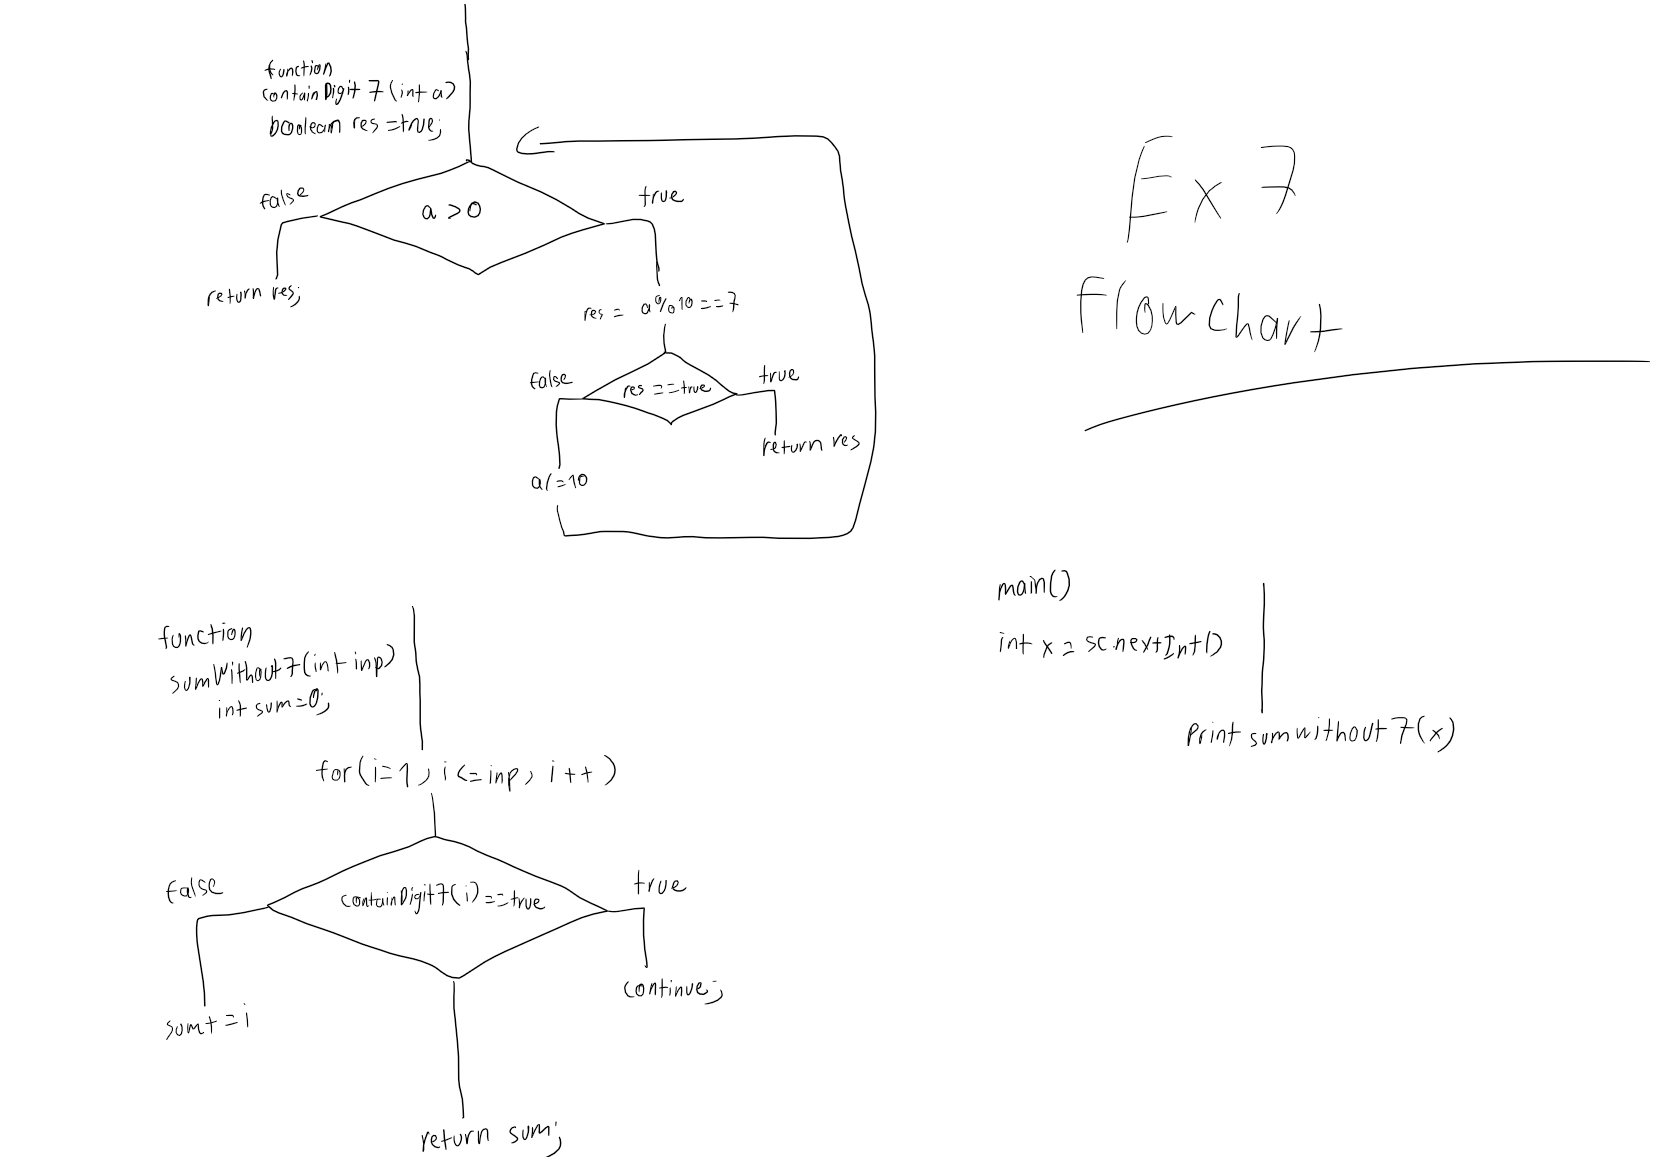 function
containDigit7(int a)
boolean res=true;
a>0
false
true
return res;
res = a%10==7
res ==true
false
true
return res
a/=10
Ex 7
Flowchart
function
sumWithout7(int inp)
int sum=0;
for(i=1, i<=inp, i++)
containDigit7(i)==true
false
true
sum+=i
continue;
return sum;
main()
int x = sc.nextInt()
Print sumwithout7(x)